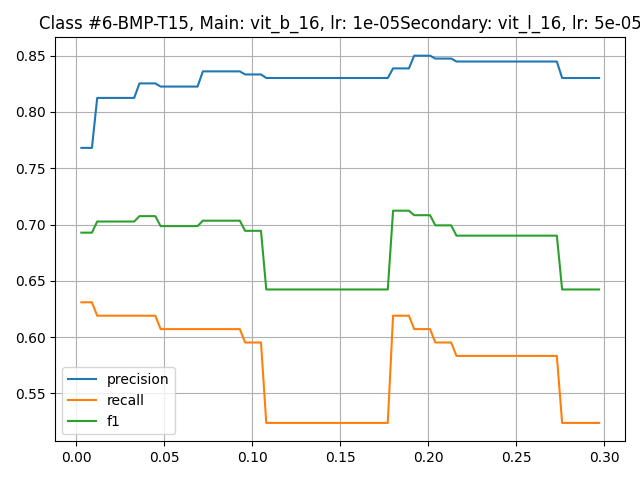 Class #6-BMP-T15, Main: vit_b_16, lr: 1e-05Secondary: vit_l_16, lr: 5e-05
0.85
0.80
0.75
0.70
0.65
0.60
0.55
precision
recall
f1
0.00 0.05 0.10 0.15 0.20 0.25 0.30